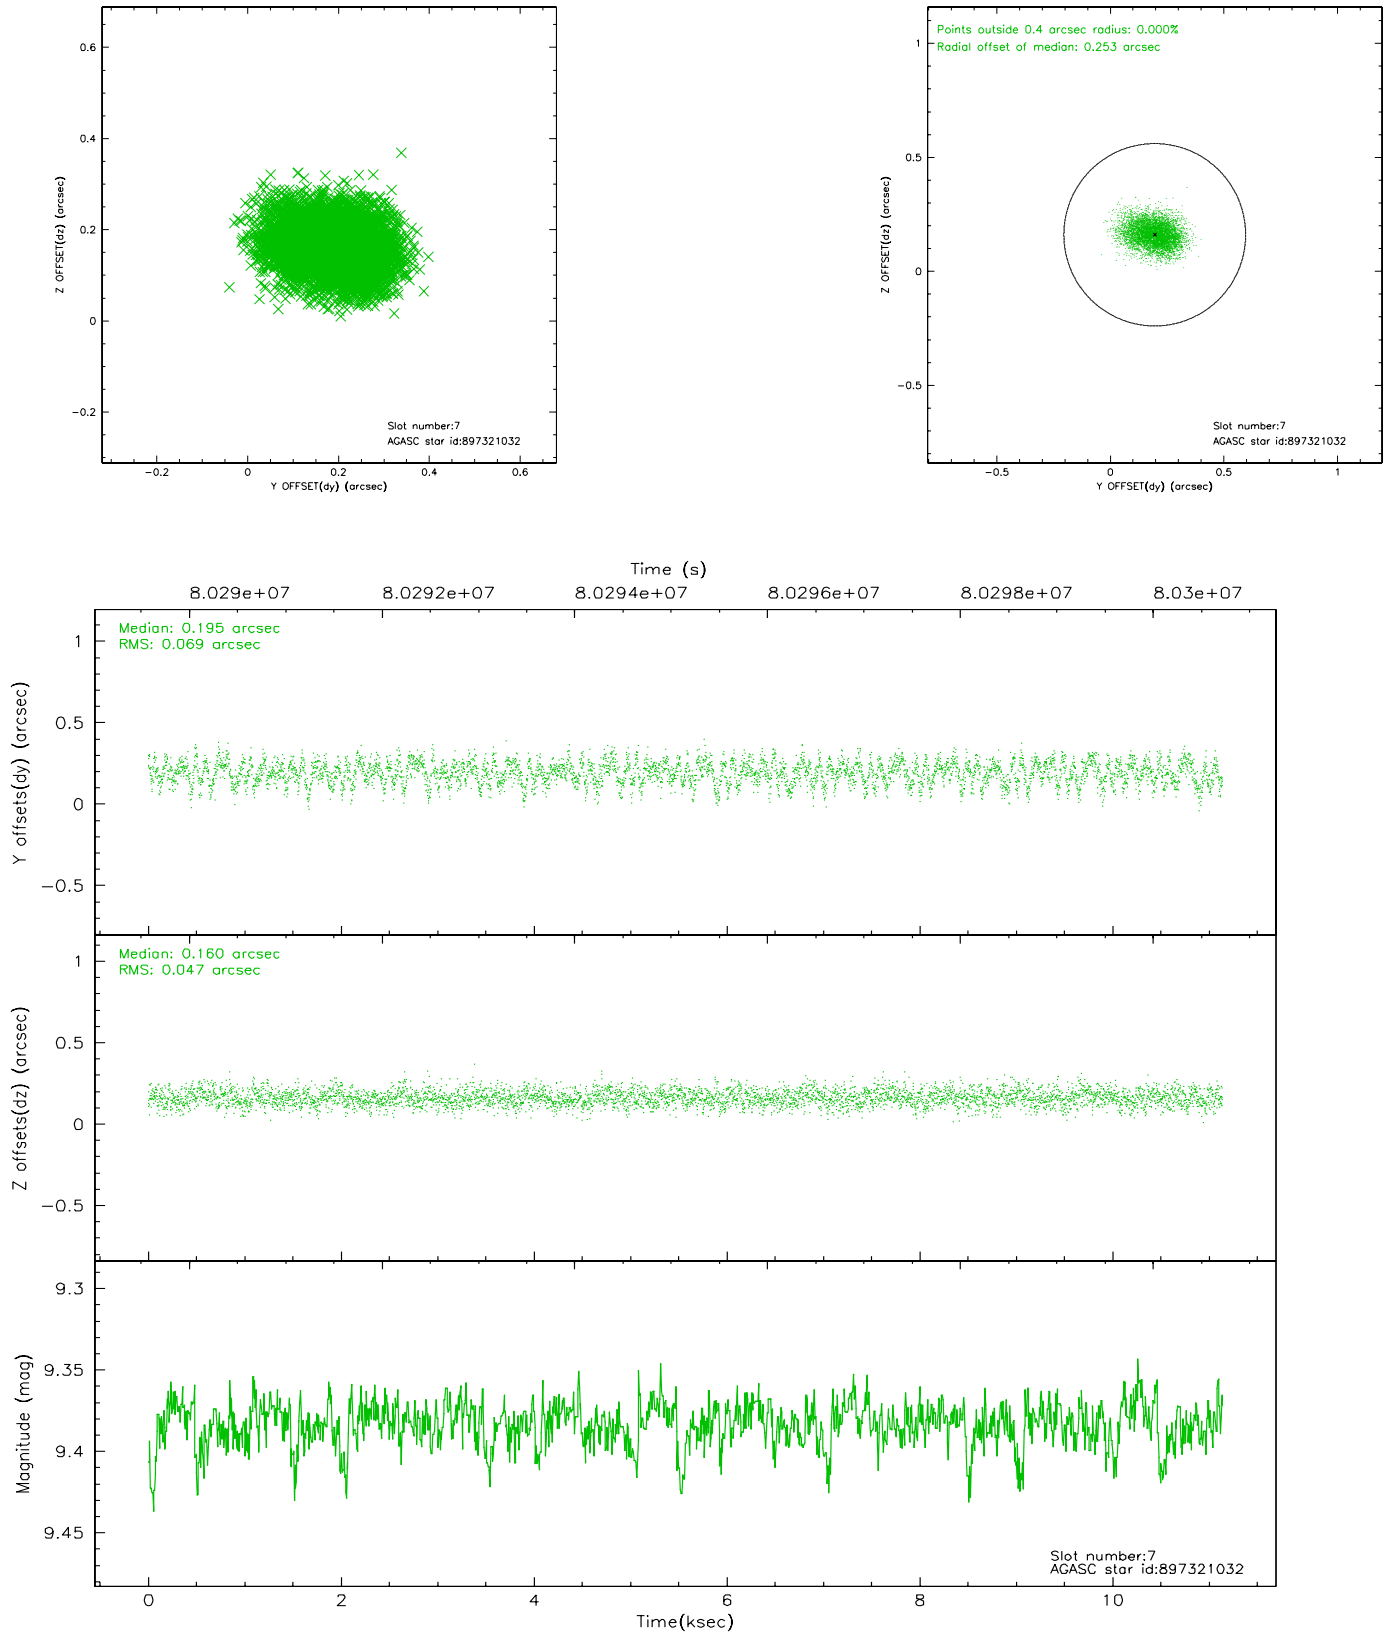 0.6
0.4
0.2
0
−0.2
Z OFFSET(dz) (arcsec)
Slot number:7
AGASC star id:897321032
−0.2 0 0.2 0.4 0.6
Y OFFSET(dy) (arcsec)
Points outside 0.4 arcsec radius: 0.000%
Radial offset of median: 0.253 arcsec
1
0.5
0
−0.5
Z OFFSET(dz) (arcsec)
Slot number:7
AGASC star id:897321032
−0.5 0 0.5 1
Y OFFSET(dy) (arcsec)
Time (s)
8.029e+07 8.0292e+07 8.0294e+07 8.0296e+07 8.0298e+07 8.03e+07
Median: 0.195 arcsec
RMS: 0.069 arcsec
1
0.5
0
−0.5
Y offsets(dy) (arcsec)
Median: 0.160 arcsec
RMS: 0.047 arcsec
1
0.5
0
−0.5
Z offsets(dz) (arcsec)
9.3
9.35
9.4
9.45
Magnitude (mag)
Slot number:7
AGASC star id:897321032
0 2 4 6 8 10
Time(ksec)